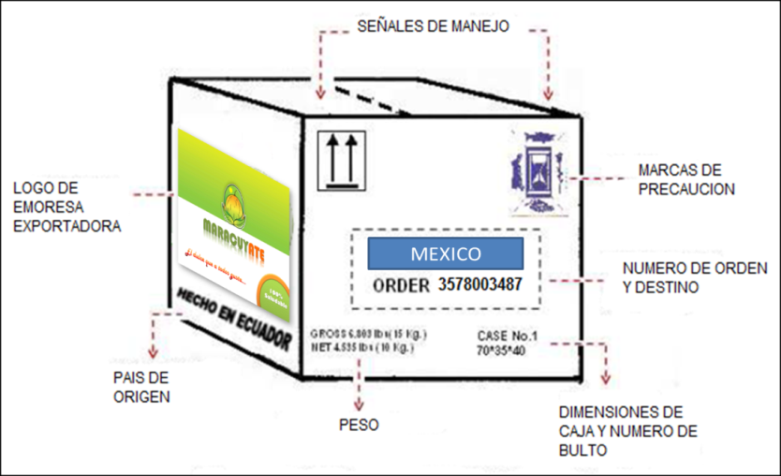 SEÑALES DE MANEJO
LOGO DE
EMORESA
EXPORTADORA
MARACUYATE
MARCAS DE
PRECAUCION
MEXICO
ORDER 3578003487
NUMERO DE ORDEN
Y DESTINO
HECHO EN ECUADOR
GROSS 6.803 lbs (15 Kg.)
NET 4.535 lbs (10 Kg.)
CASE No.1
70*35*40
PAIS DE
ORIGEN
PESO
DIMENSIONES DE
CAJA Y NUMERO DE
BULTO